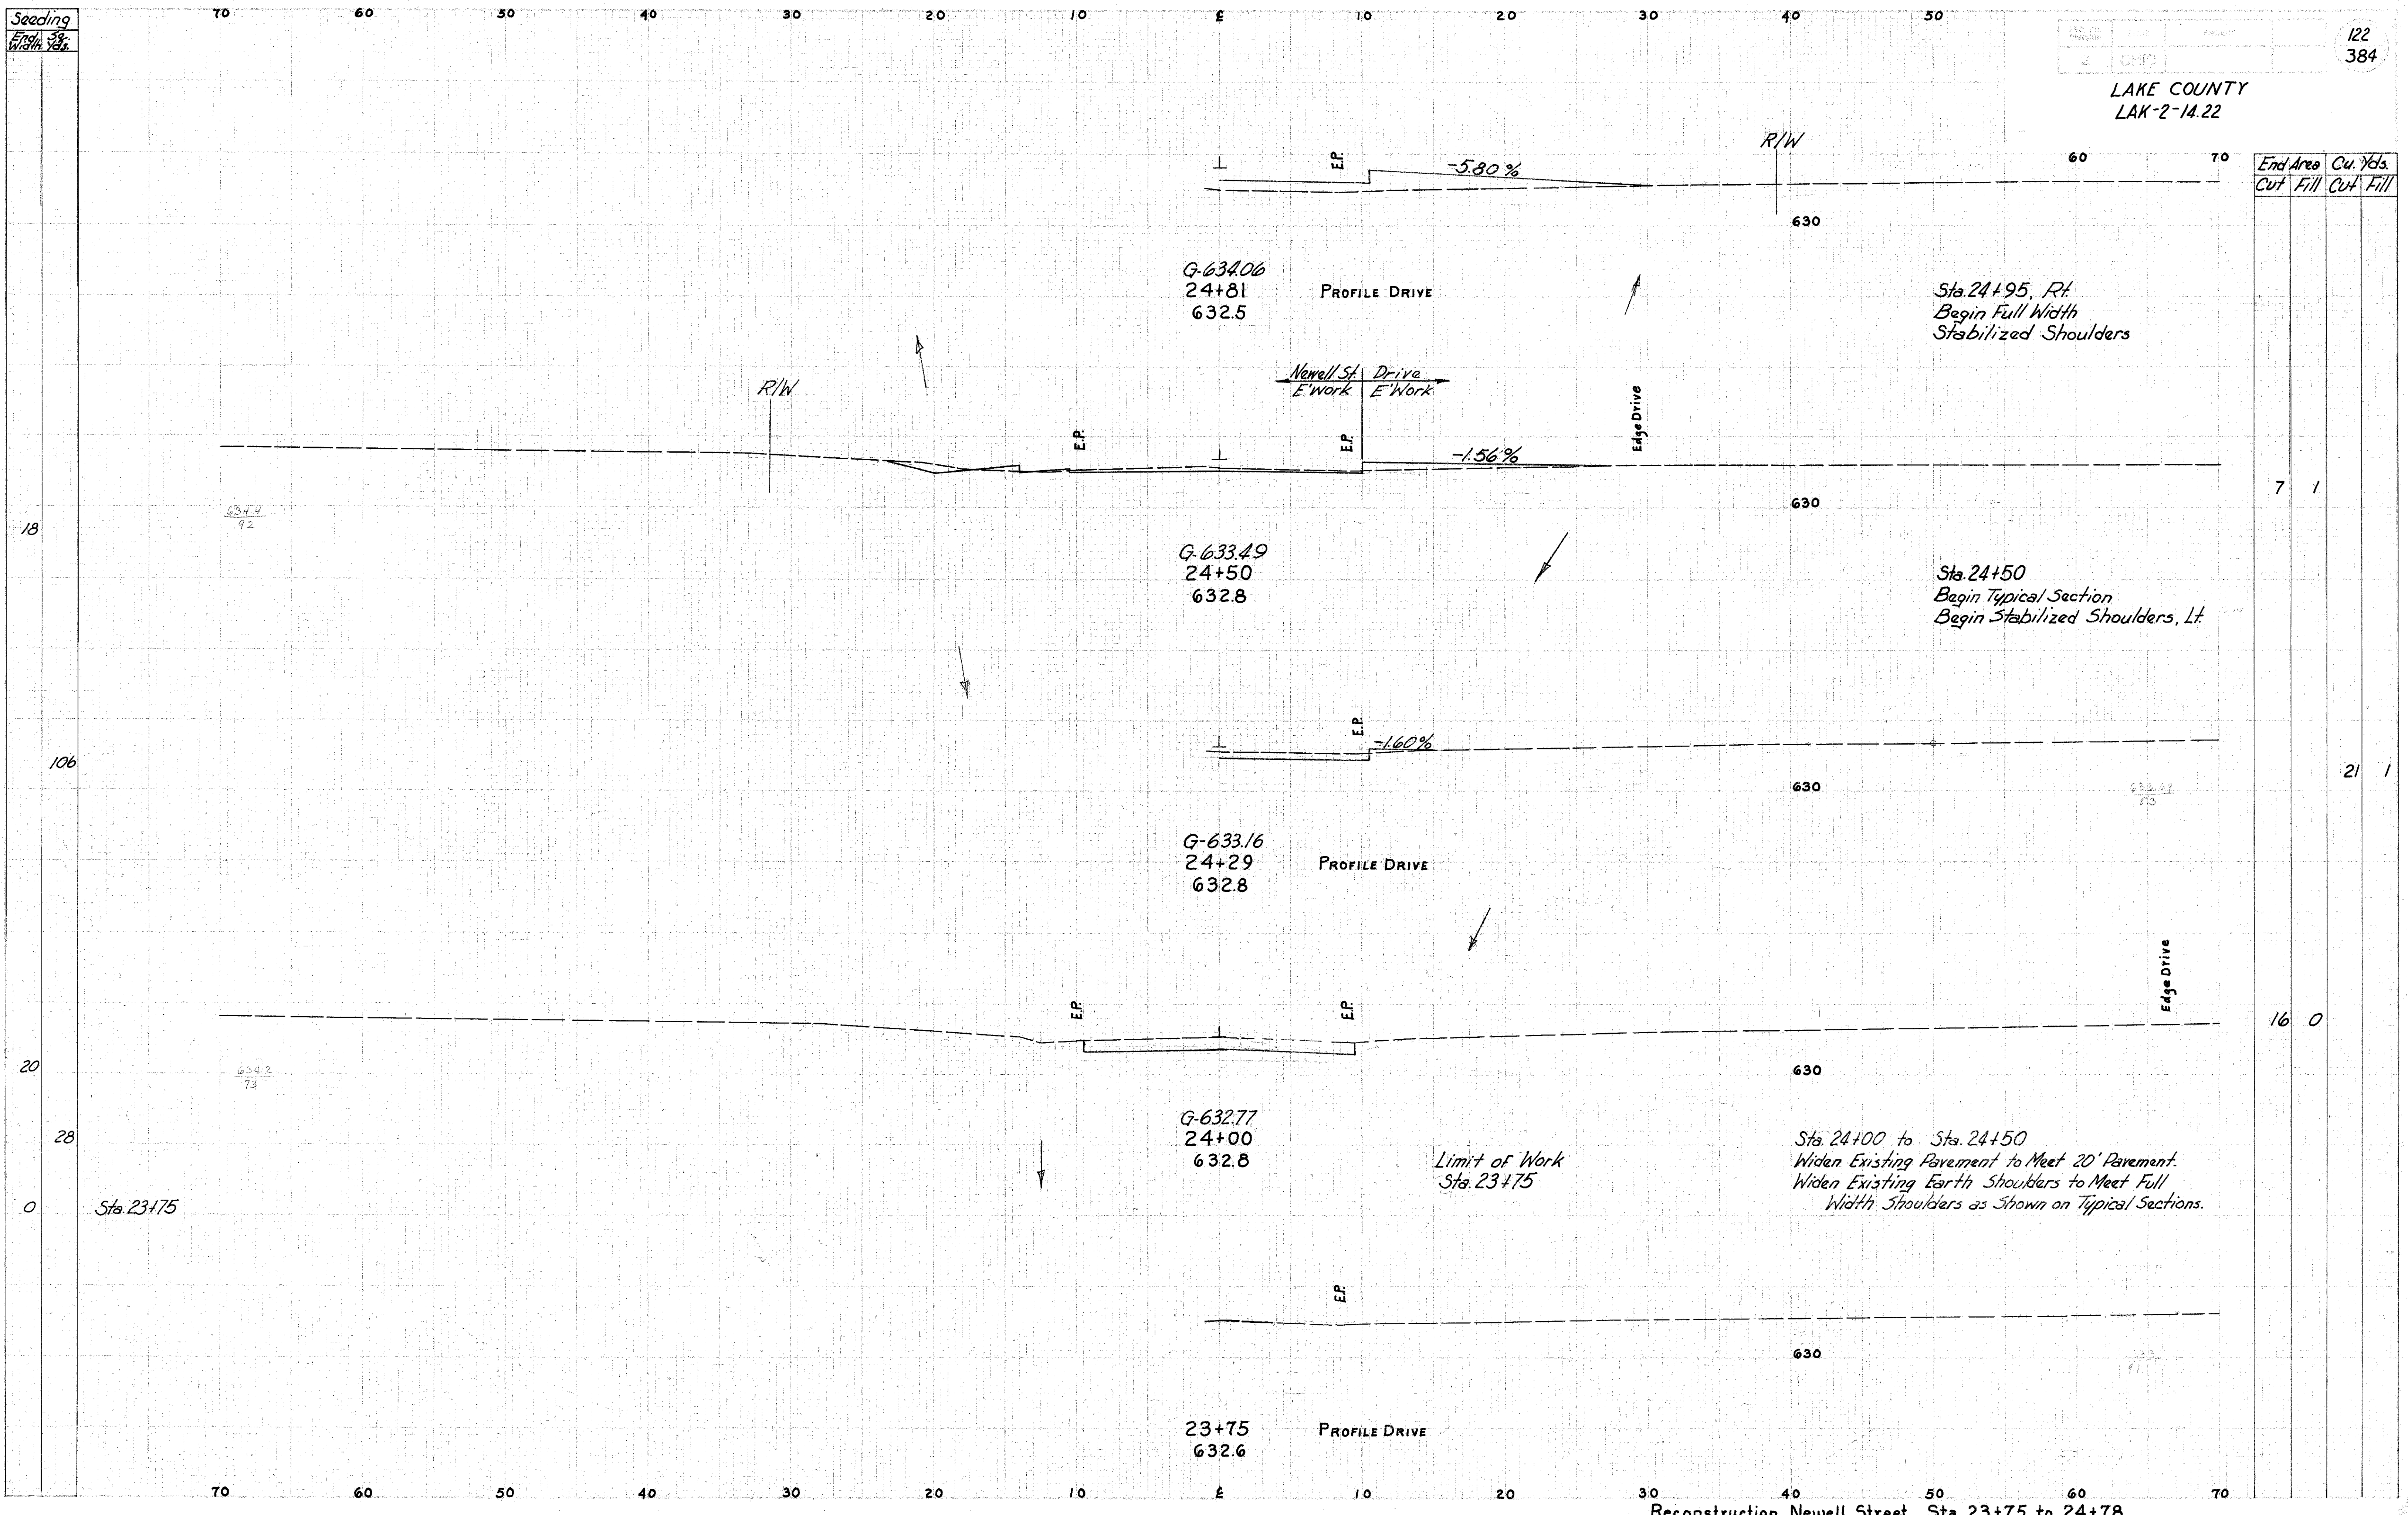 Seeding
End Width Sq. Yds.
70 60 50 40 30 20 10 ℄ 10 20 30 40 50
122
384
LAKE COUNTY
LAK-2-14.22
60 70
End Area Cu. Yds.
Cut Fill Cut Fill
R/W
E.P.
-5.80%
630
G-634.06
24+81 PROFILE DRIVE
632.5
Sta. 24+95, Rt.
Begin Full Width
Stabilized Shoulders
Newell St. Drive
E'Work E'Work
R/W
E.P.
E.P.
Edge Drive
-1.56%
7 1
630
634.4
92
18
G-633.49
24+50
632.8
Sta. 24+50
Begin Typical Section
Begin Stabilized Shoulders, Lt.
E.P.
-1.60%
106
21 1
630
G-633.16
24+29 PROFILE DRIVE
632.8
Edge Drive
E.P.
E.P.
16 0
20
634.2
73
630
G-632.77
24+00
632.8
28
Limit of Work
Sta. 23+75
Sta. 24+00 to Sta. 24+50
Widen Existing Pavement to Meet 20' Pavement.
Widen Existing Earth Shoulders to Meet Full
Width Shoulders as Shown on Typical Sections.
0 Sta. 23+75
E.P.
630
23+75 PROFILE DRIVE
632.6
70 60 50 40 30 20 10 ℄ 10 20 30 40 50 60 70
Reconstruction Newell Street Sta. 23+75 to 24+78